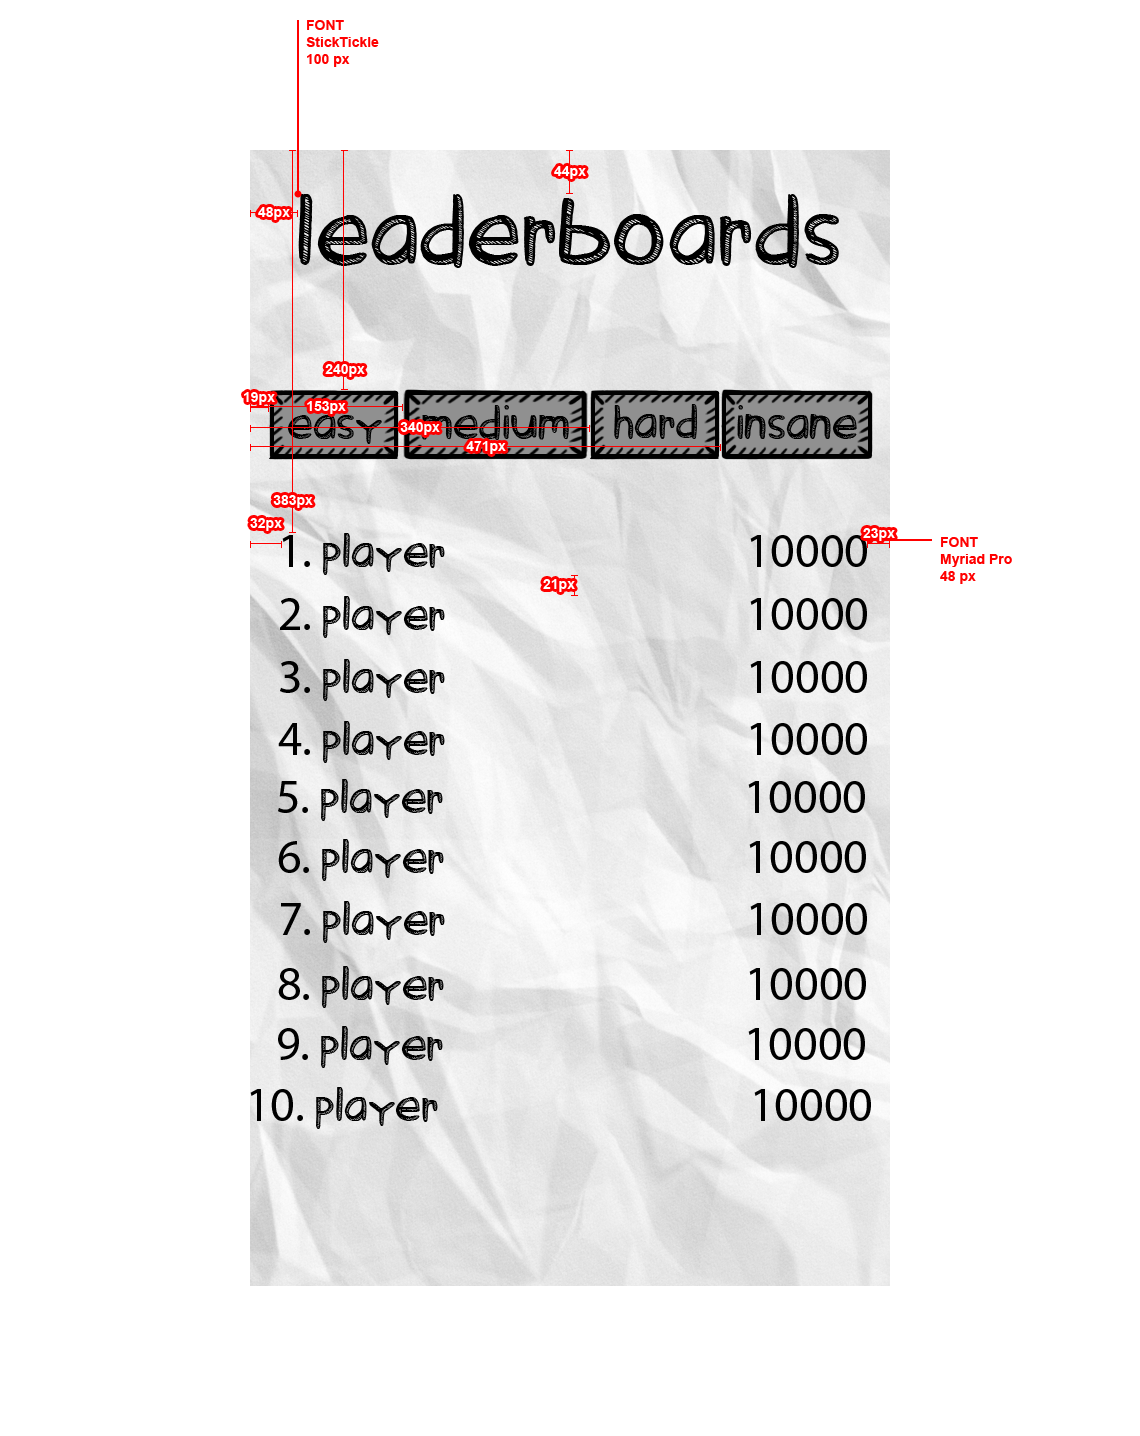 FONT
StickTickle
100 px
44px
48px
leaderboards
240px
19px
153px
340px
471px
easy medium hard insane
383px
32px
23px
FONT
Myriad Pro
48 px
1. player 10000
21px
2. player 10000
3. player 10000
4. player 10000
5. player 10000
6. player 10000
7. player 10000
8. player 10000
9. player 10000
10. player 10000